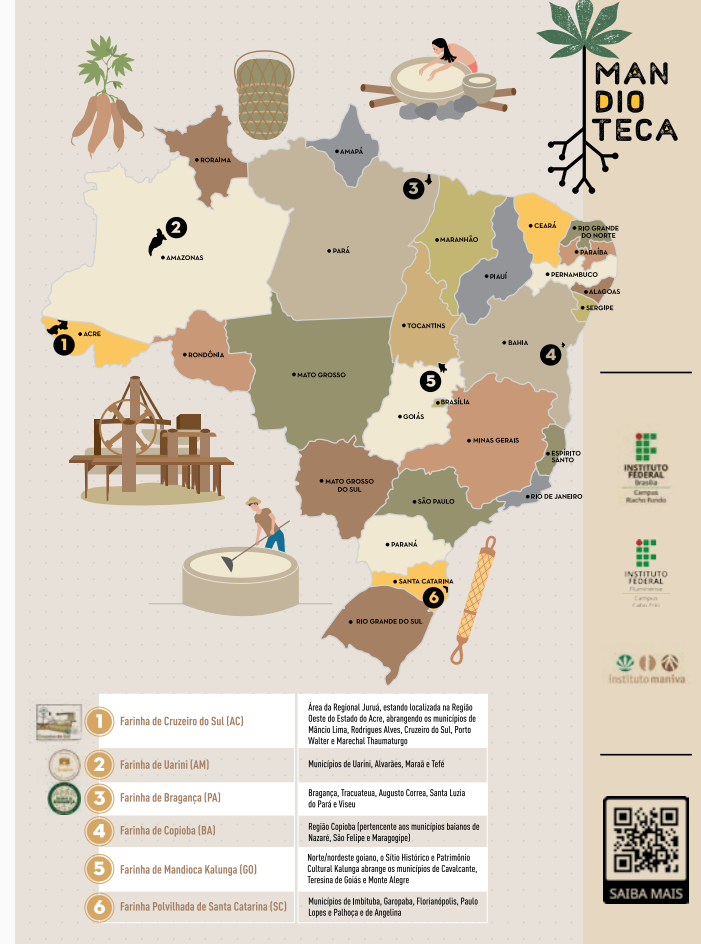 MAN
DIO
TECA
RORAÍMA
AMAPÁ
3
2
AMAZONAS
PARÁ
MARANHÃO
PIAUÍ
CEARÁ
RIO GRANDE
DO NORTE
PARAÍBA
PERNAMBUCO
ALAGOAS
SERGIPE
ACRE
1
RONDÔNIA
TOCANTINS
BAHIA
4
MATO GROSSO
5
BRASÍLIA
GOIÁS
MINAS GERAIS
ESPIRITO
SANTO
MATO GROSSO
DO SUL
SÃO PAULO
RIO DE JANEIRO
PARANÁ
SANTA CATARINA
6
RIO GRANDE DO SUL
INSTITUTO
FEDERAL
Brasília
Campus
Riacho Fundo
INSTITUTO
FEDERAL
Fluminense
Campus
Cabo Frio
instituto maniva
SAIBA MAIS
1 Farinha de Cruzeiro do Sul (AC)
Área da Regional Juruá, estando localizada na Região
Oeste do Estado do Acre, abrangendo os municípios de
Mâncio Lima, Rodrigues Alves, Cruzeiro do Sul, Porto
Walter e Marechal Thaumaturgo
2 Farinha de Uarini (AM)
Municípios de Uarini, Alvarães, Maraã e Tefé
3 Farinha de Bragança (PA)
Bragança, Tracuateua, Augusto Correa, Santa Luzia
do Pará e Viseu
4 Farinha de Copioba (BA)
Região Copioba (pertencente aos municípios baianos de
Nazaré, São Felipe e Maragogipe)
5 Farinha de Mandioca Kalunga (GO)
Norte/nordeste goiano, o Sítio Histórico e Patrimônio
Cultural Kalunga abrange os municípios de Cavalcante,
Teresina de Goiás e Monte Alegre
6 Farinha Polvilhada de Santa Catarina (SC)
Municípios de Imbituba, Garopaba, Florianópolis, Paulo
Lopes e Palhoça e de Angelina